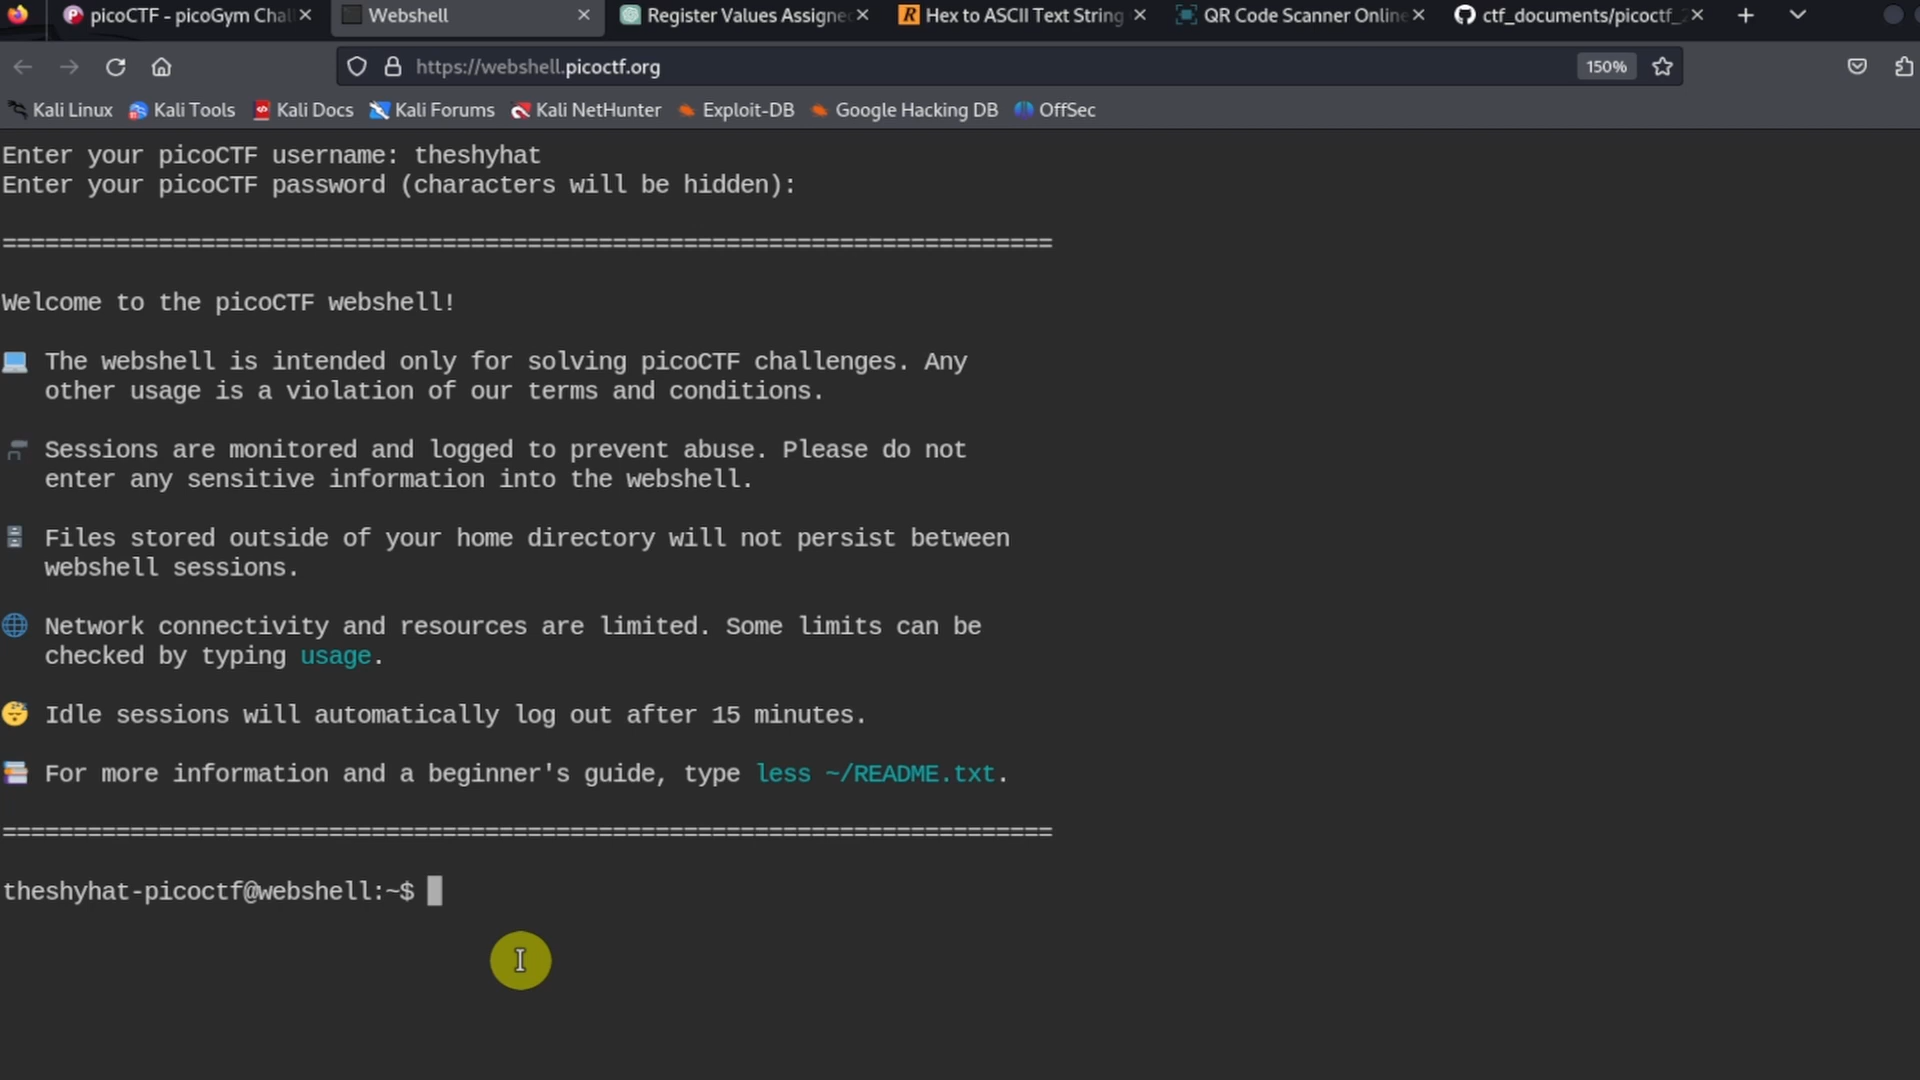 picoCTF - picoGym Chal
Webshell
Register Values Assigne
Hex to ASCII Text String
QR Code Scanner Online
ctf_documents/picoctf_2
https://webshell.picoctf.org
150%
Kali Linux
Kali Tools
Kali Docs
Kali Forums
Kali NetHunter
Exploit-DB
Google Hacking DB
OffSec
Enter your picoCTF username: theshyhat
Enter your picoCTF password (characters will be hidden):
==========================================================================
Welcome to the picoCTF webshell!
The webshell is intended only for solving picoCTF challenges. Any
other usage is a violation of our terms and conditions.
Sessions are monitored and logged to prevent abuse. Please do not
enter any sensitive information into the webshell.
Files stored outside of your home directory will not persist between
webshell sessions.
Network connectivity and resources are limited. Some limits can be
checked by typing usage.
Idle sessions will automatically log out after 15 minutes.
For more information and a beginner's guide, type less ~/README.txt.
==========================================================================
theshyhat-picoctf@webshell:~$